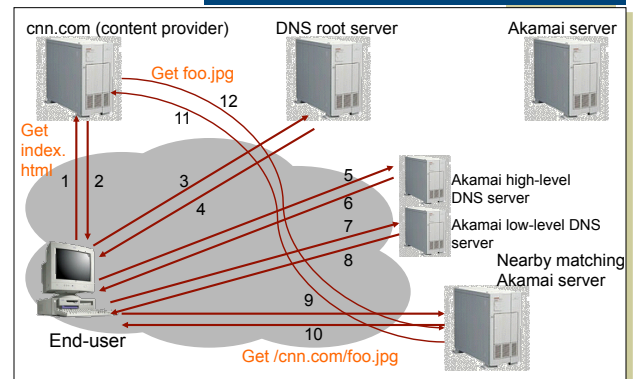 cnn.com (content provider)
DNS root server
Akamai server
Get foo.jpg
12
11
Get
index.
html
1
2
3
4
5
6
Akamai high-level
DNS server
7
8
Akamai low-level DNS
server
Nearby matching
Akamai server
9
10
End-user
Get /cnn.com/foo.jpg